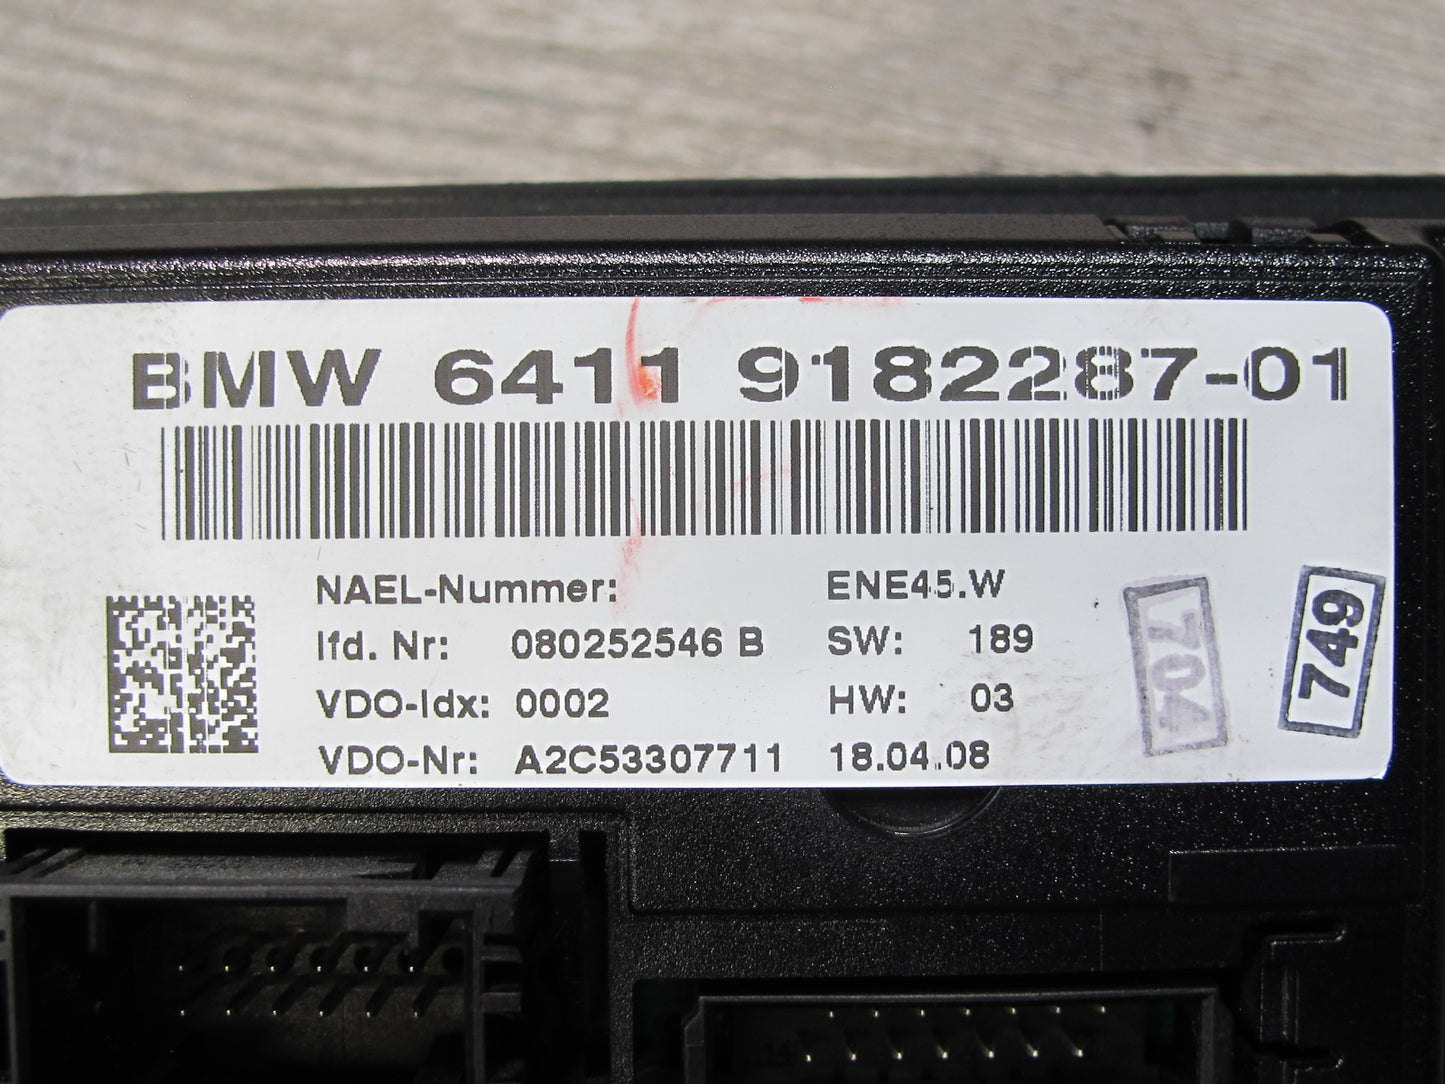 BMW 6411 9182287-01
NAEL-Nummer: ENE45.W
lfd. Nr: 080252546 B SW: 189
VDO-Idx: 0002 HW: 03
VDO-Nr: A2C53307711 18.04.08
704
749
14